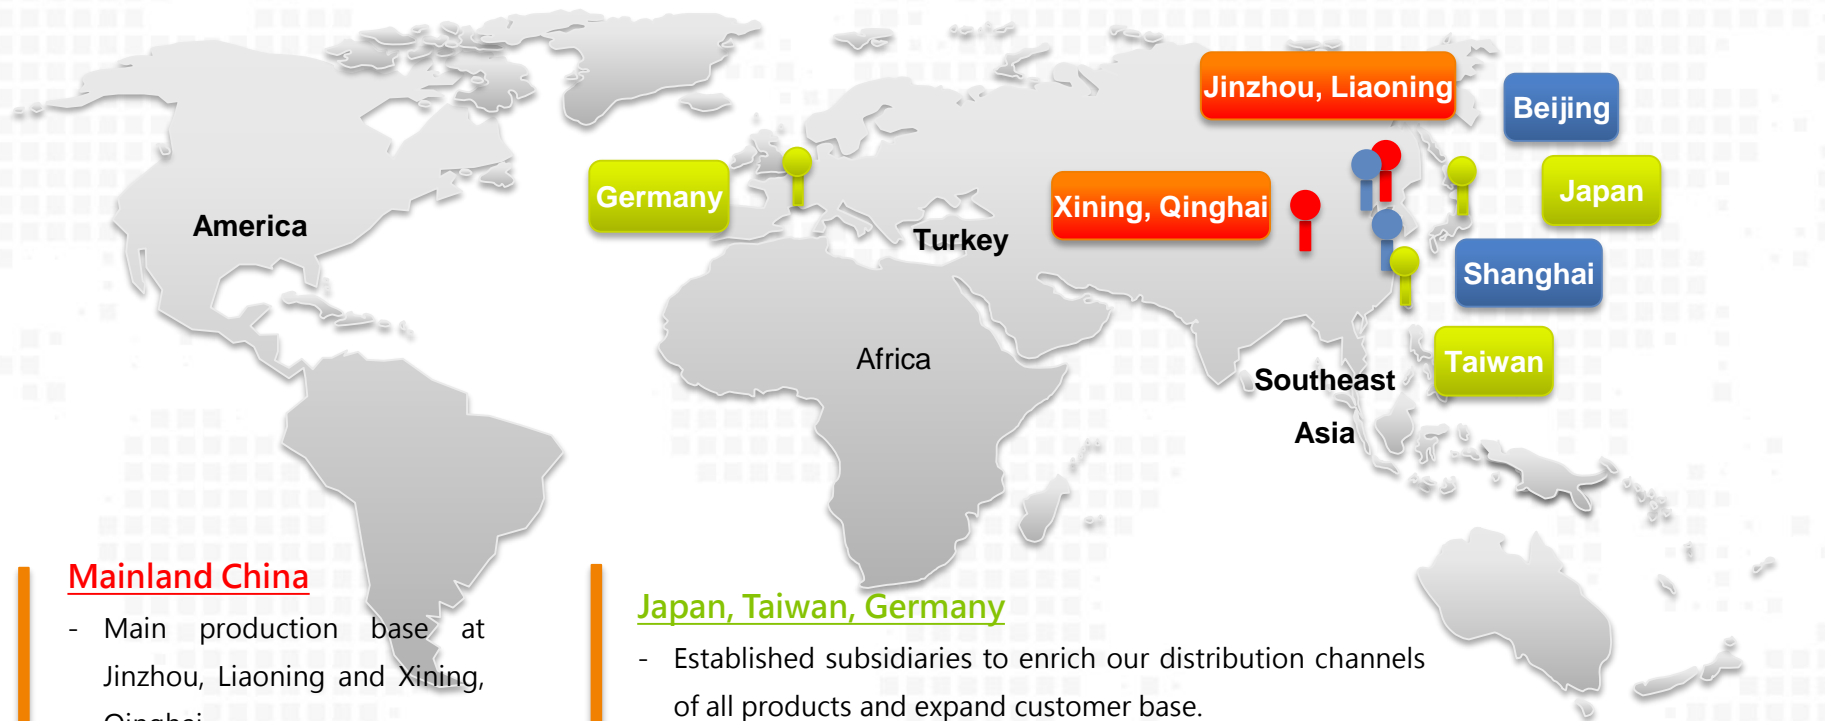 Jinzhou, Liaoning
Beijing
Germany
Xining, Qinghai
Japan
America
Turkey
Shanghai
Africa
Taiwan
Southeast
Asia
Mainland China
- Main production base at
Jinzhou, Liaoning and Xining,
Qinghai
Japan, Taiwan, Germany
- Established subsidiaries to enrich our distribution channels
of all products and expand customer base.